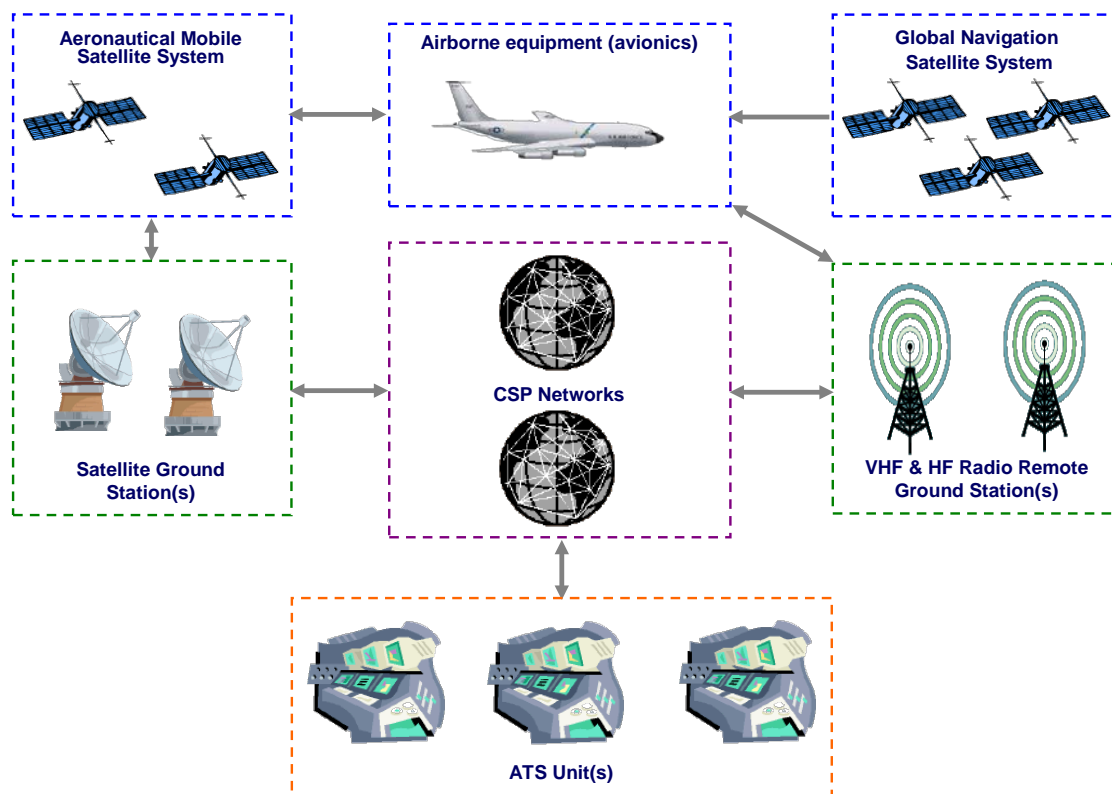 Aeronautical Mobile
Satellite System
Airborne equipment (avionics)
Global Navigation
Satellite System
CSP Networks
Satellite Ground
Station(s)
VHF & HF Radio Remote
Ground Station(s)
ATS Unit(s)